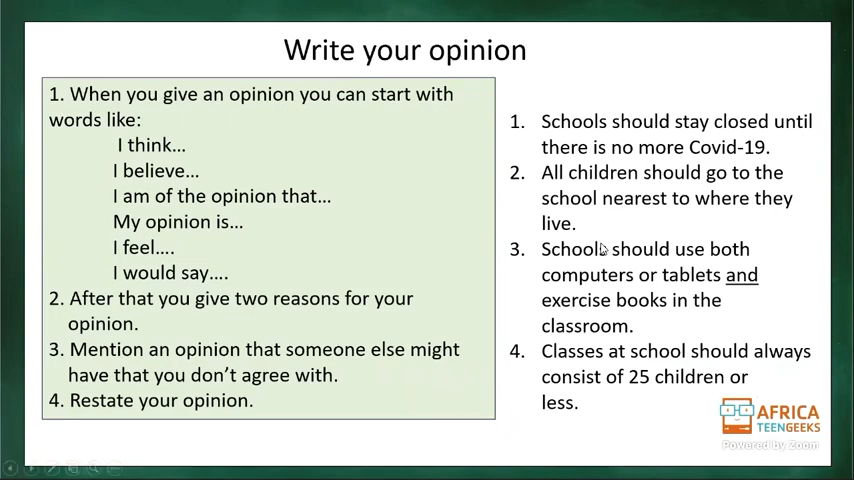 Write your opinion
1. When you give an opinion you can start with
words like:
I think...
I believe...
I am of the opinion that...
My opinion is...
I feel....
I would say....
2. After that you give two reasons for your
opinion.
3. Mention an opinion that someone else might
have that you don't agree with.
4. Restate your opinion.
1. Schools should stay closed until
there is no more Covid-19.
2. All children should go to the
school nearest to where they
live.
3. Schools should use both
computers or tablets and
exercise books in the
classroom.
4. Classes at school should always
consist of 25 children or
less.
AFRICA
TEENGEEKS
Powered by Zoom